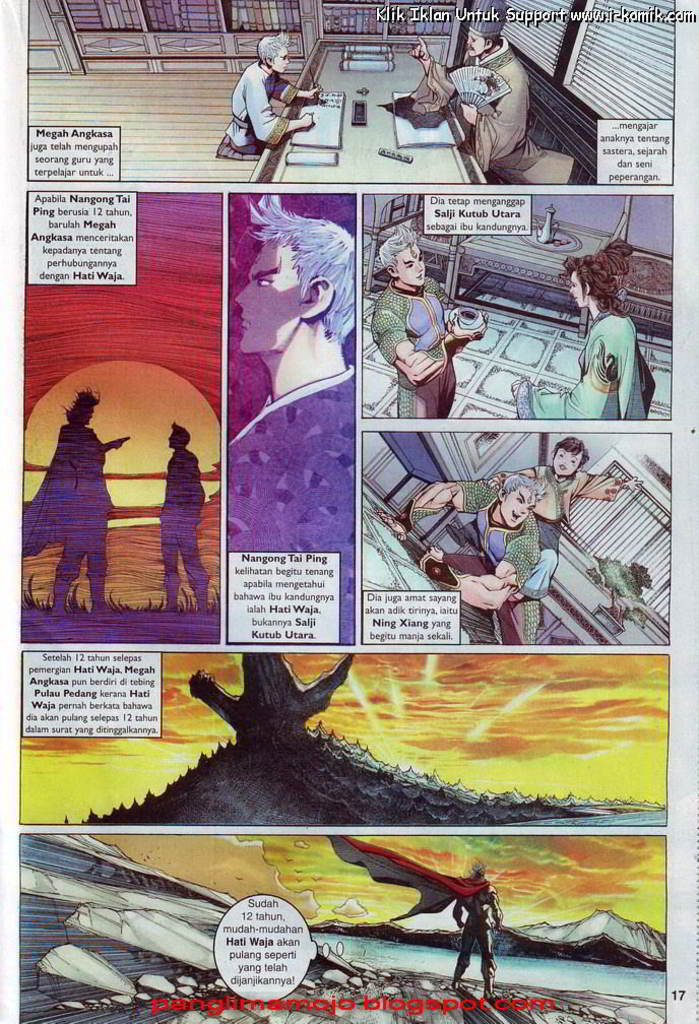 Klik Iklan Untuk Support www.i-komik.com
Megah Angkasa
juga telah mengupah
seorang guru yang
terpelajar untuk ...
...mengajar
anaknya tentang
sastera, sejarah
dan seni
peperangan.
Apabila Nangong Tai
Ping berusia 12 tahun,
barulah Megah
Angkasa menceritakan
kepadanya tentang
perhubungannya
dengan Hati Waja.
Nangong Tai Ping
kelihatan begitu tenang
apabila mengetahui
bahawa ibu kandungnya
ialah Hati Waja,
bukannya Salji
Kutub Utara.
Dia tetap menganggap
Salji Kutub Utara
sebagai ibu kandungnya.
Dia juga amat sayang
akan adik tirinya, iaitu
Ning Xiang yang
begitu manja sekali.
Setelah 12 tahun selepas
pemergian Hati Waja, Megah
Angkasa pun berdiri di tebing
Pulau Pedang kerana Hati
Waja pernah berkata bahawa
dia akan pulang selepas 12 tahun
dalam surat yang ditinggalkannya.
Sudah
12 tahun,
mudah-mudahan
Hati Waja akan
pulang seperti
yang telah
dijanjikannya!
panglimamojo.blogspot.com
17